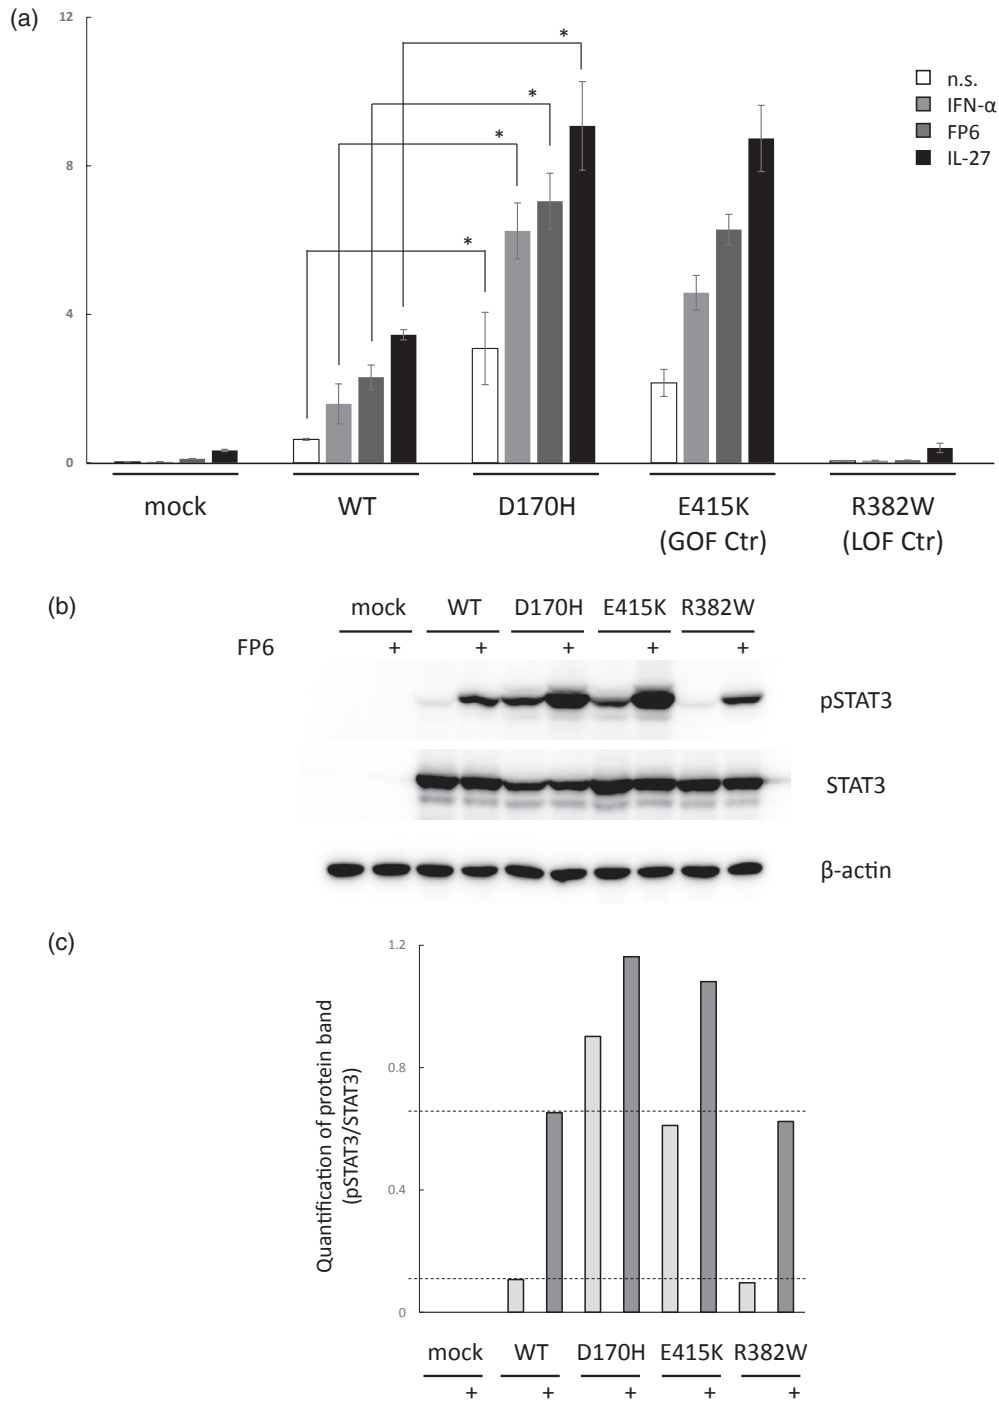 (a)
12
8
4
0
*
*
*
*
n.s.
IFN-α
FP6
IL-27
mock WT D170H E415K R382W
(GOF Ctr) (LOF Ctr)
(b)
mock WT D170H E415K R382W
FP6 + + + + +
pSTAT3
STAT3
β-actin
(c)
Quantification of protein band
(pSTAT3/STAT3)
1.2
0.8
0.4
0
mock WT D170H E415K R382W
+ + + + +